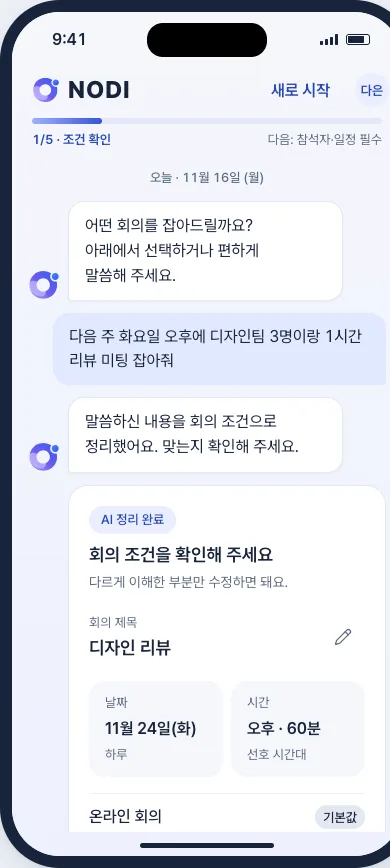 9:41
NODI
새로 시작
다은
1/5 · 조건 확인
다음: 참석자·일정 필수
오늘 · 11월 16일 (월)
어떤 회의를 잡아드릴까요?
아래에서 선택하거나 편하게
말씀해 주세요.
다음 주 화요일 오후에 디자인팀 3명이랑 1시간
리뷰 미팅 잡아줘
말씀하신 내용을 회의 조건으로
정리했어요. 맞는지 확인해 주세요.
AI 정리 완료
회의 조건을 확인해 주세요
다르게 이해한 부분만 수정하면 돼요.
회의 제목
디자인 리뷰
날짜
11월 24일(화)
하루
시간
오후 · 60분
선호 시간대
온라인 회의
기본값